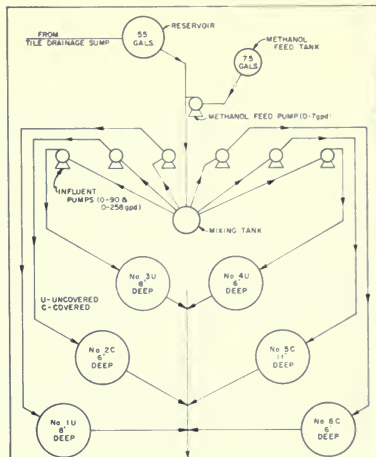 55
GALS.
RESERVOIR
FROM
TILE DRAINAGE SUMP
METHANOL
FEED TANK
75
GALS
METHANOL FEED PUMP (0-7gpd)
INFLUENT
PUMPS (0-90 &
0-258 gpd)
MIXING TANK
No 3U
8'
DEEP
No 4U
6'
DEEP
U-UNCOVERED
C-COVERED
No 2C
6'
DEEP
No 5C
11'
DEEP
No 1U
8'
DEEP
No 6C
6'
DEEP